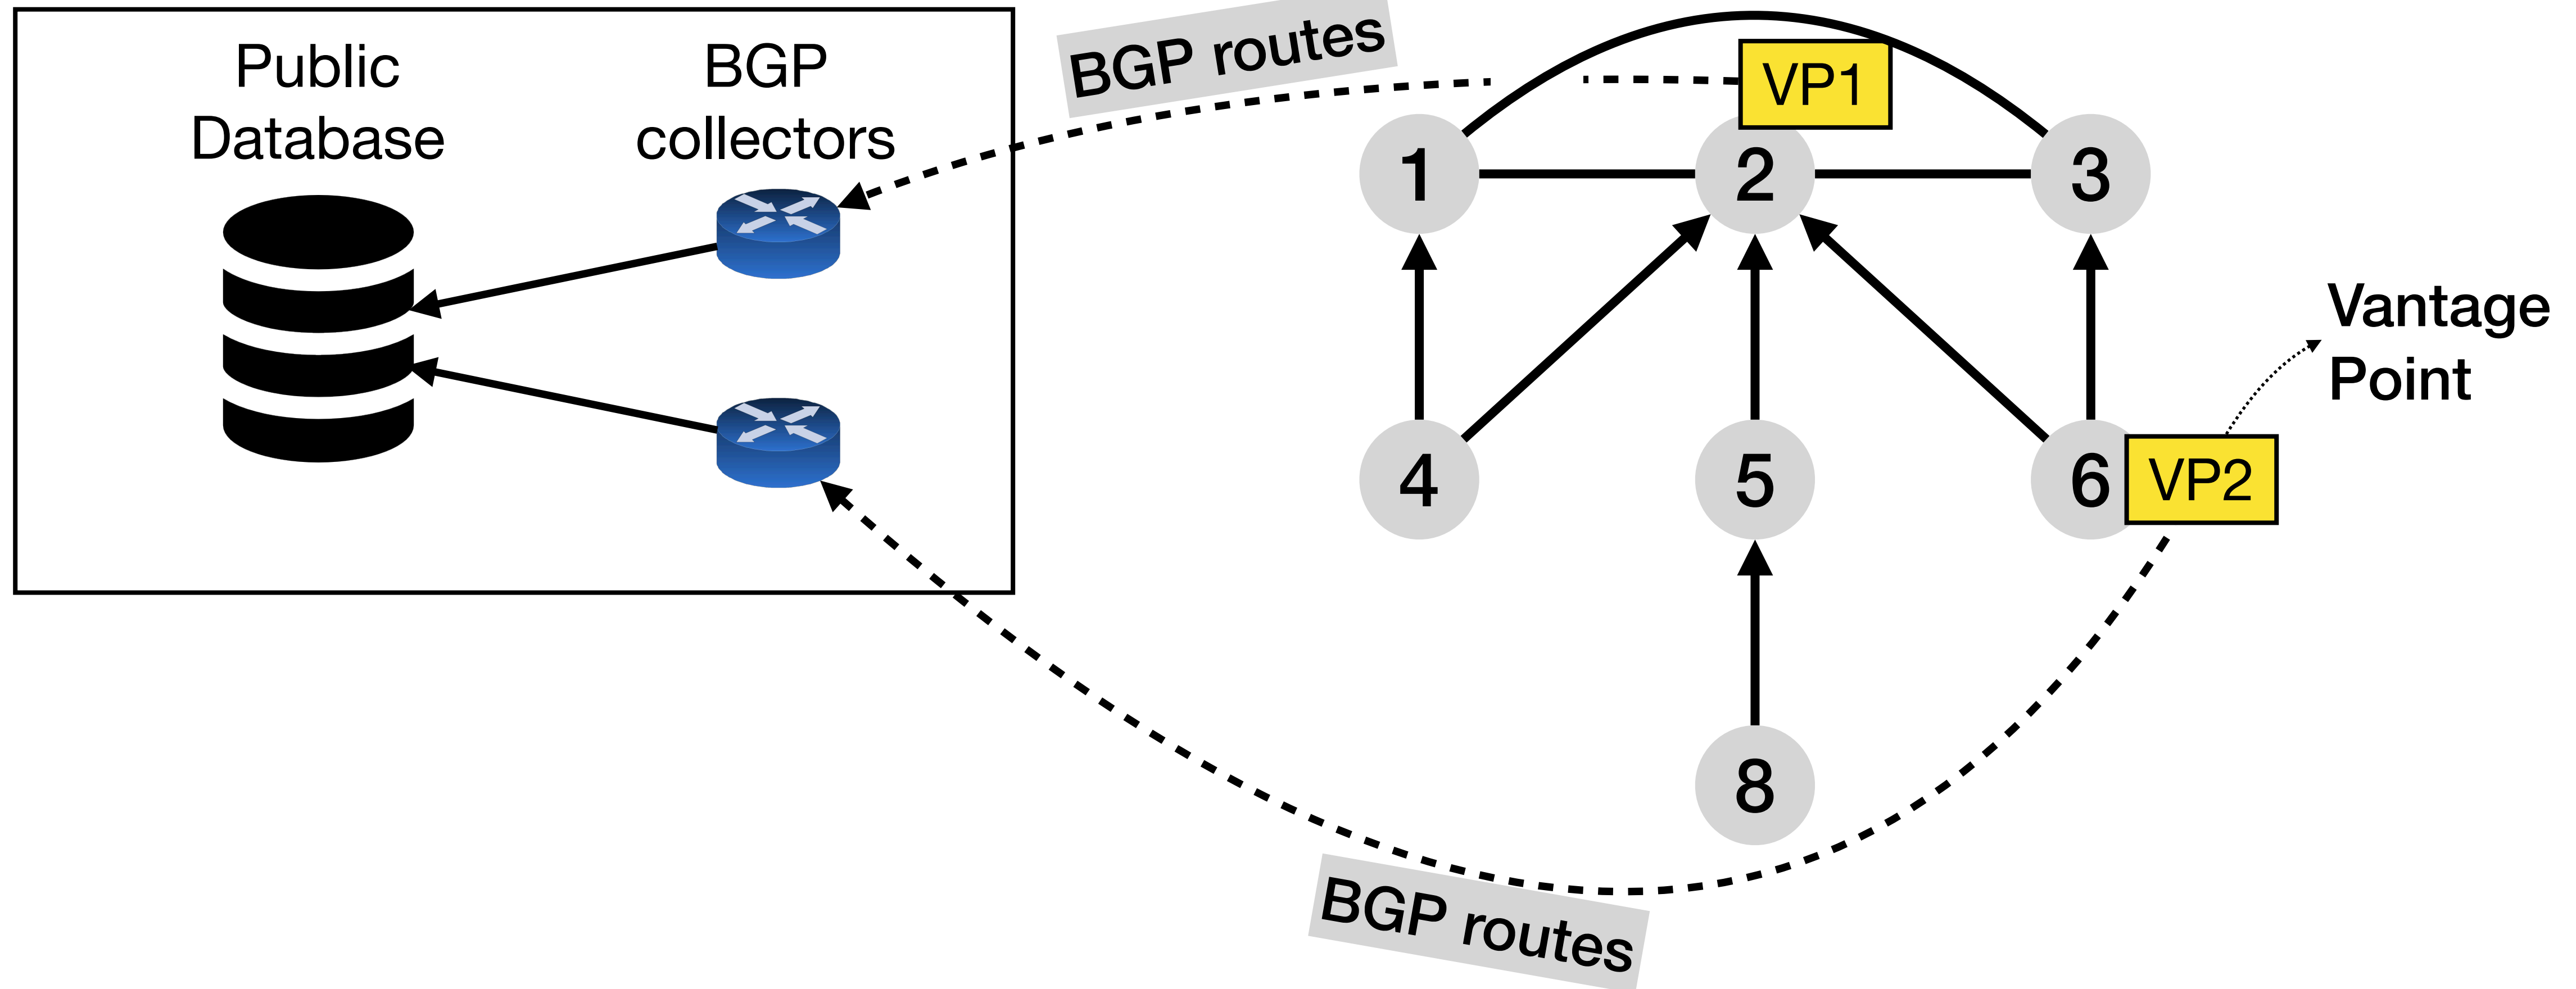 Public
Database
BGP
collectors
BGP routes
VP1
1
2
3
Vantage
Point
4
5
6
VP2
8
BGP routes